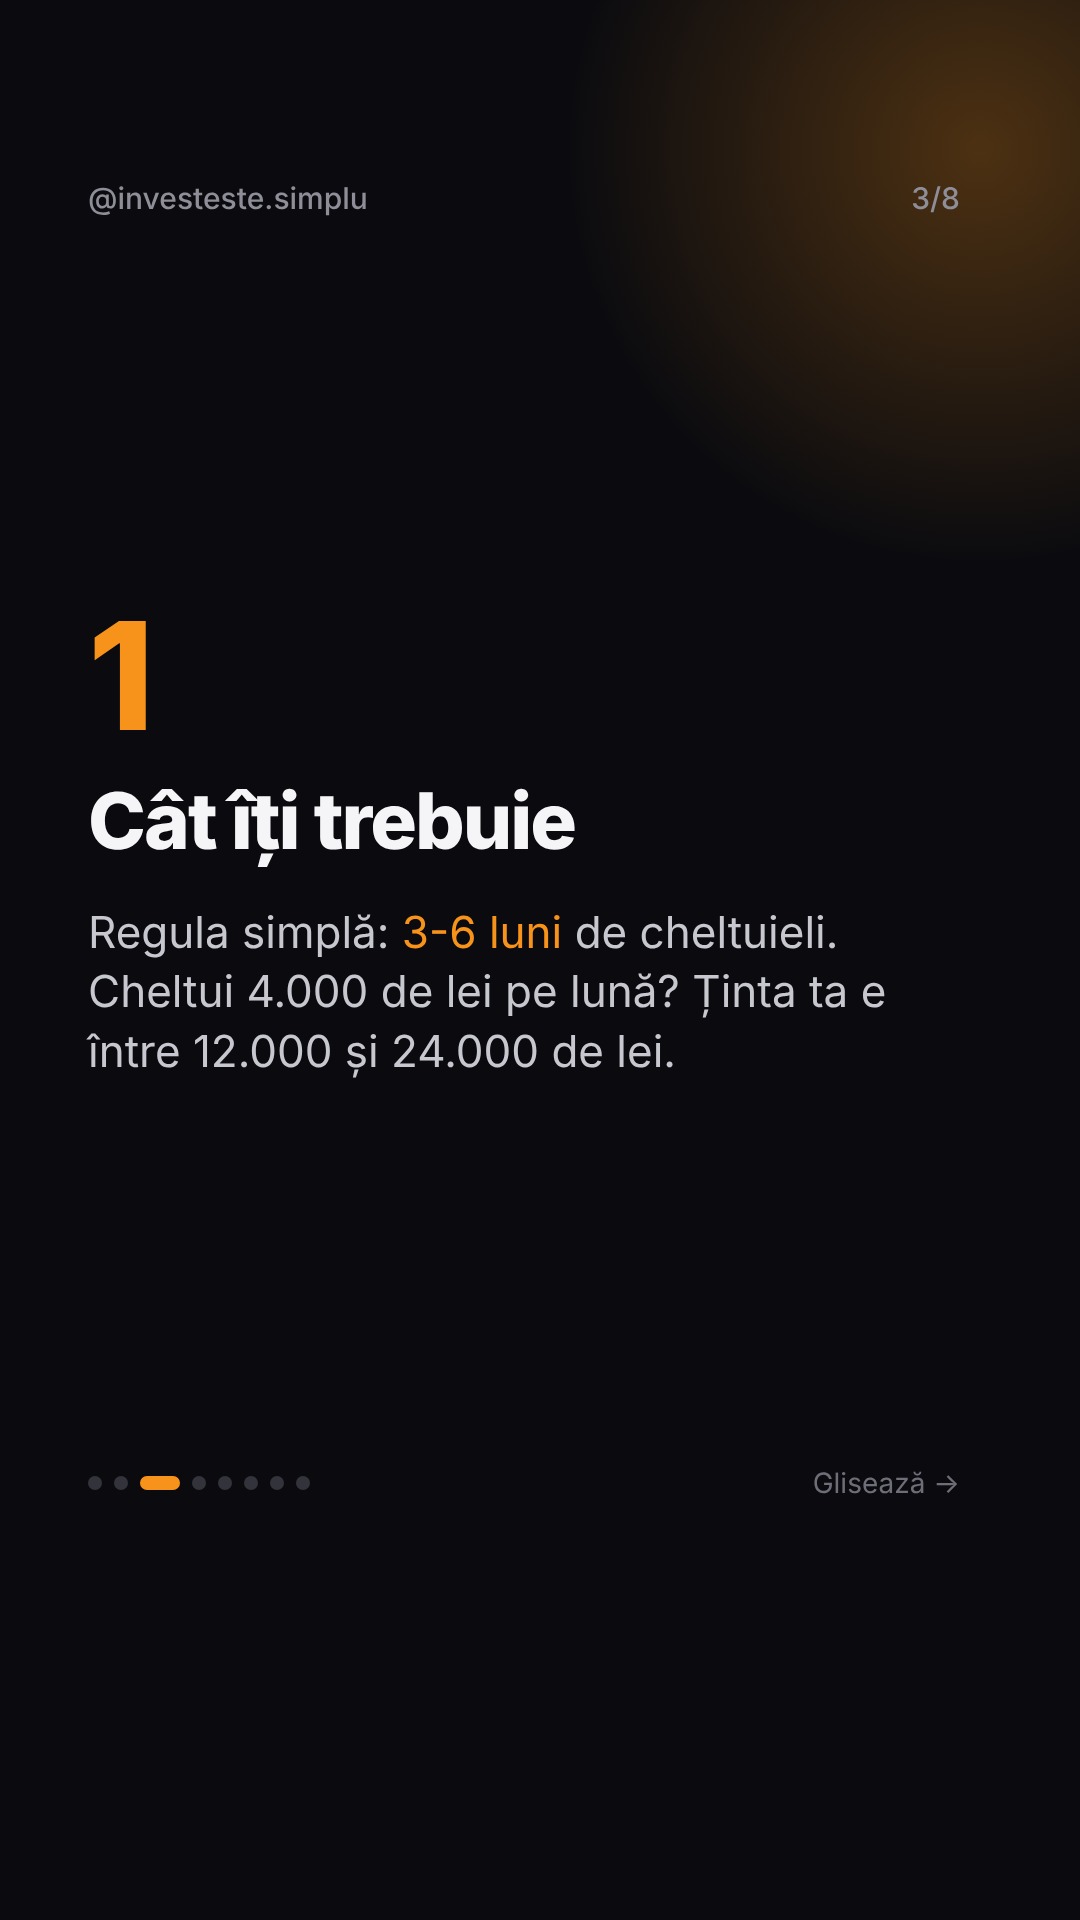 @investeste.simplu
3/8
1
Cât îți trebuie
Regula simplă: 3-6 luni de cheltuieli.
Cheltui 4.000 de lei pe lună? Ținta ta e
între 12.000 și 24.000 de lei.
Glisează →